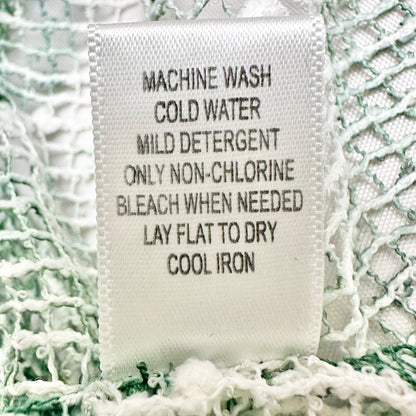 MACHINE WASH
COLD WATER
MILD DETERGENT
ONLY NON-CHLORINE
BLEACH WHEN NEEDED
LAY FLAT TO DRY
COOL IRON